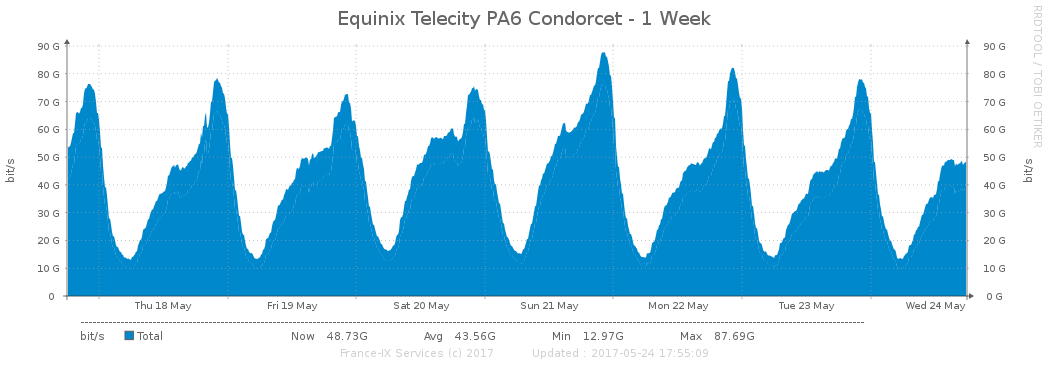 Equinix Telecity PA6 Condorcet - 1 Week
RRDTOOL / TOBI OETIKER
bit/s
90 G 90 G
80 G 80 G
70 G 70 G
60 G 60 G
50 G 50 G
40 G 40 G
30 G 30 G
20 G 20 G
10 G 10 G
0 0 G
bit/s
Thu 18 May Fri 19 May Sat 20 May Sun 21 May Mon 22 May Tue 23 May Wed 24 May
bit/s Total Now 48.73G Avg 43.56G Min 12.97G Max 87.69G
France-IX Services (c) 2017 Updated : 2017-05-24 17:55:09